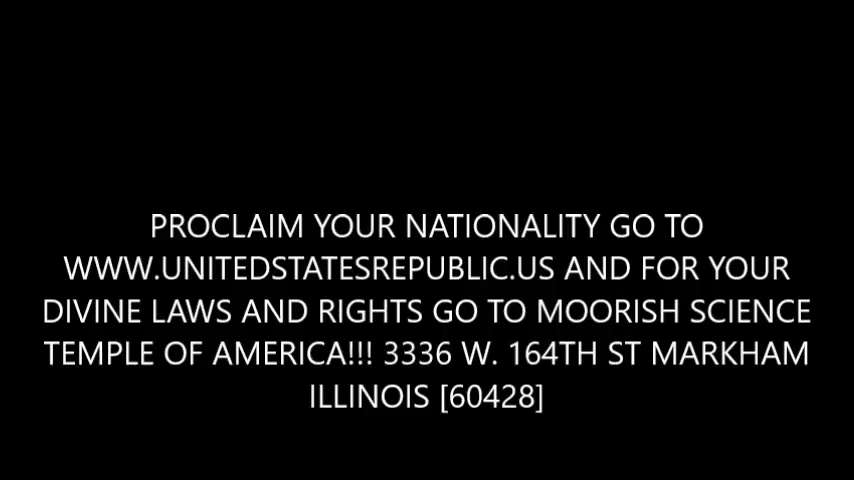 PROCLAIM YOUR NATIONALITY GO TO
WWW.UNITEDSTATESREPUBLIC.US AND FOR YOUR
DIVINE LAWS AND RIGHTS GO TO MOORISH SCIENCE
TEMPLE OF AMERICA!!! 3336 W. 164TH ST MARKHAM
ILLINOIS [60428]